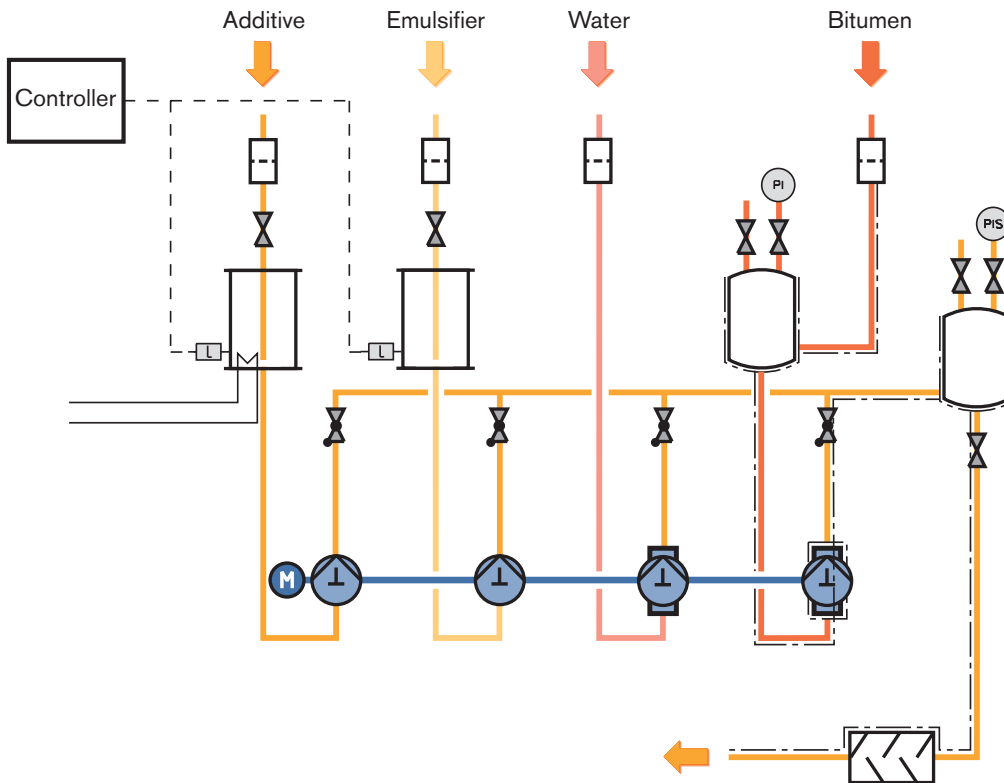 Additive Emulsifier Water Bitumen
Controller
PI
PIS
L L
M